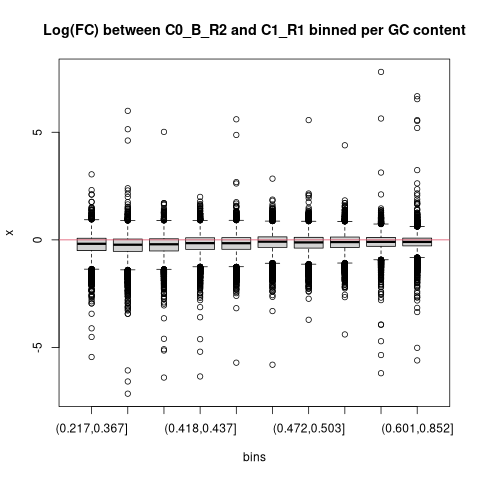 Log(FC) between C0_B_R2 and C1_R1 binned per GC content
x
5
0
-5
(0.217,0.367]
(0.418,0.437]
(0.472,0.503]
(0.601,0.852]
bins